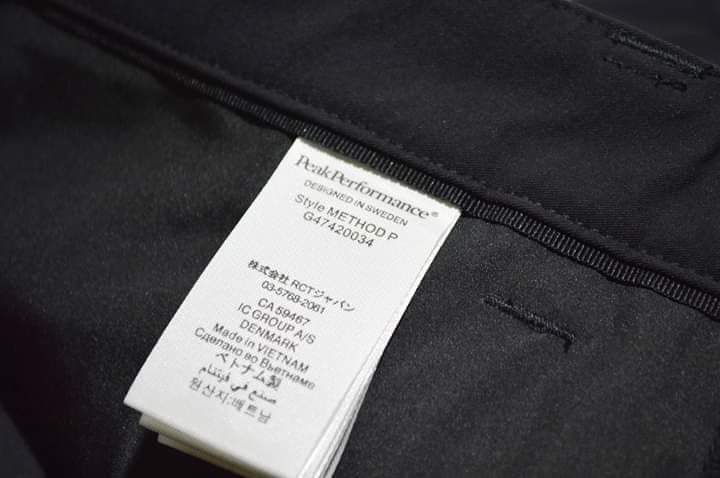 PeakPerformance®
DESIGNED IN SWEDEN
Style METHOD P
G47420034
株式会社 RCTジャパン
03-5768-2061
CA 59467
IC GROUP A/S
DENMARK
Made in VIETNAM
Сделано во Вьетнаме
ベトナム製
صنع في فيتنام
원산지:베트남